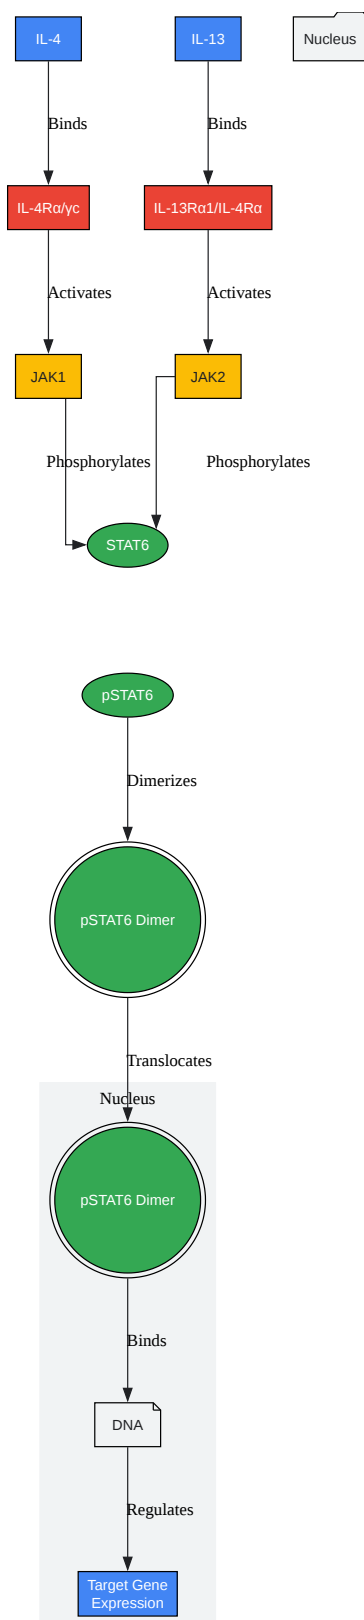 IL-4
IL-13
Nucleus
Binds
Binds
IL-4Rα/γc
IL-13Rα1/IL-4Rα
Activates
Activates
JAK1
JAK2
Phosphorylates
Phosphorylates
STAT6
pSTAT6
Dimerizes
pSTAT6 Dimer
Translocates
Nucleus
pSTAT6 Dimer
Binds
DNA
Regulates
Target Gene
Expression